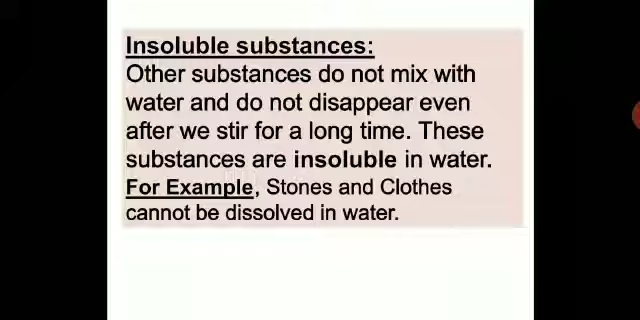 Insoluble substances:
Other substances do not mix with
water and do not disappear even
after we stir for a long time. These
substances are insoluble in water.
For Example, Stones and Clothes
cannot be dissolved in water.